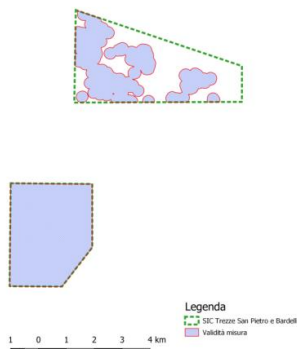 Legenda
SIC Trezze San Pietro e Bardelli
Validità misura
1 0 1 2 3 4 km